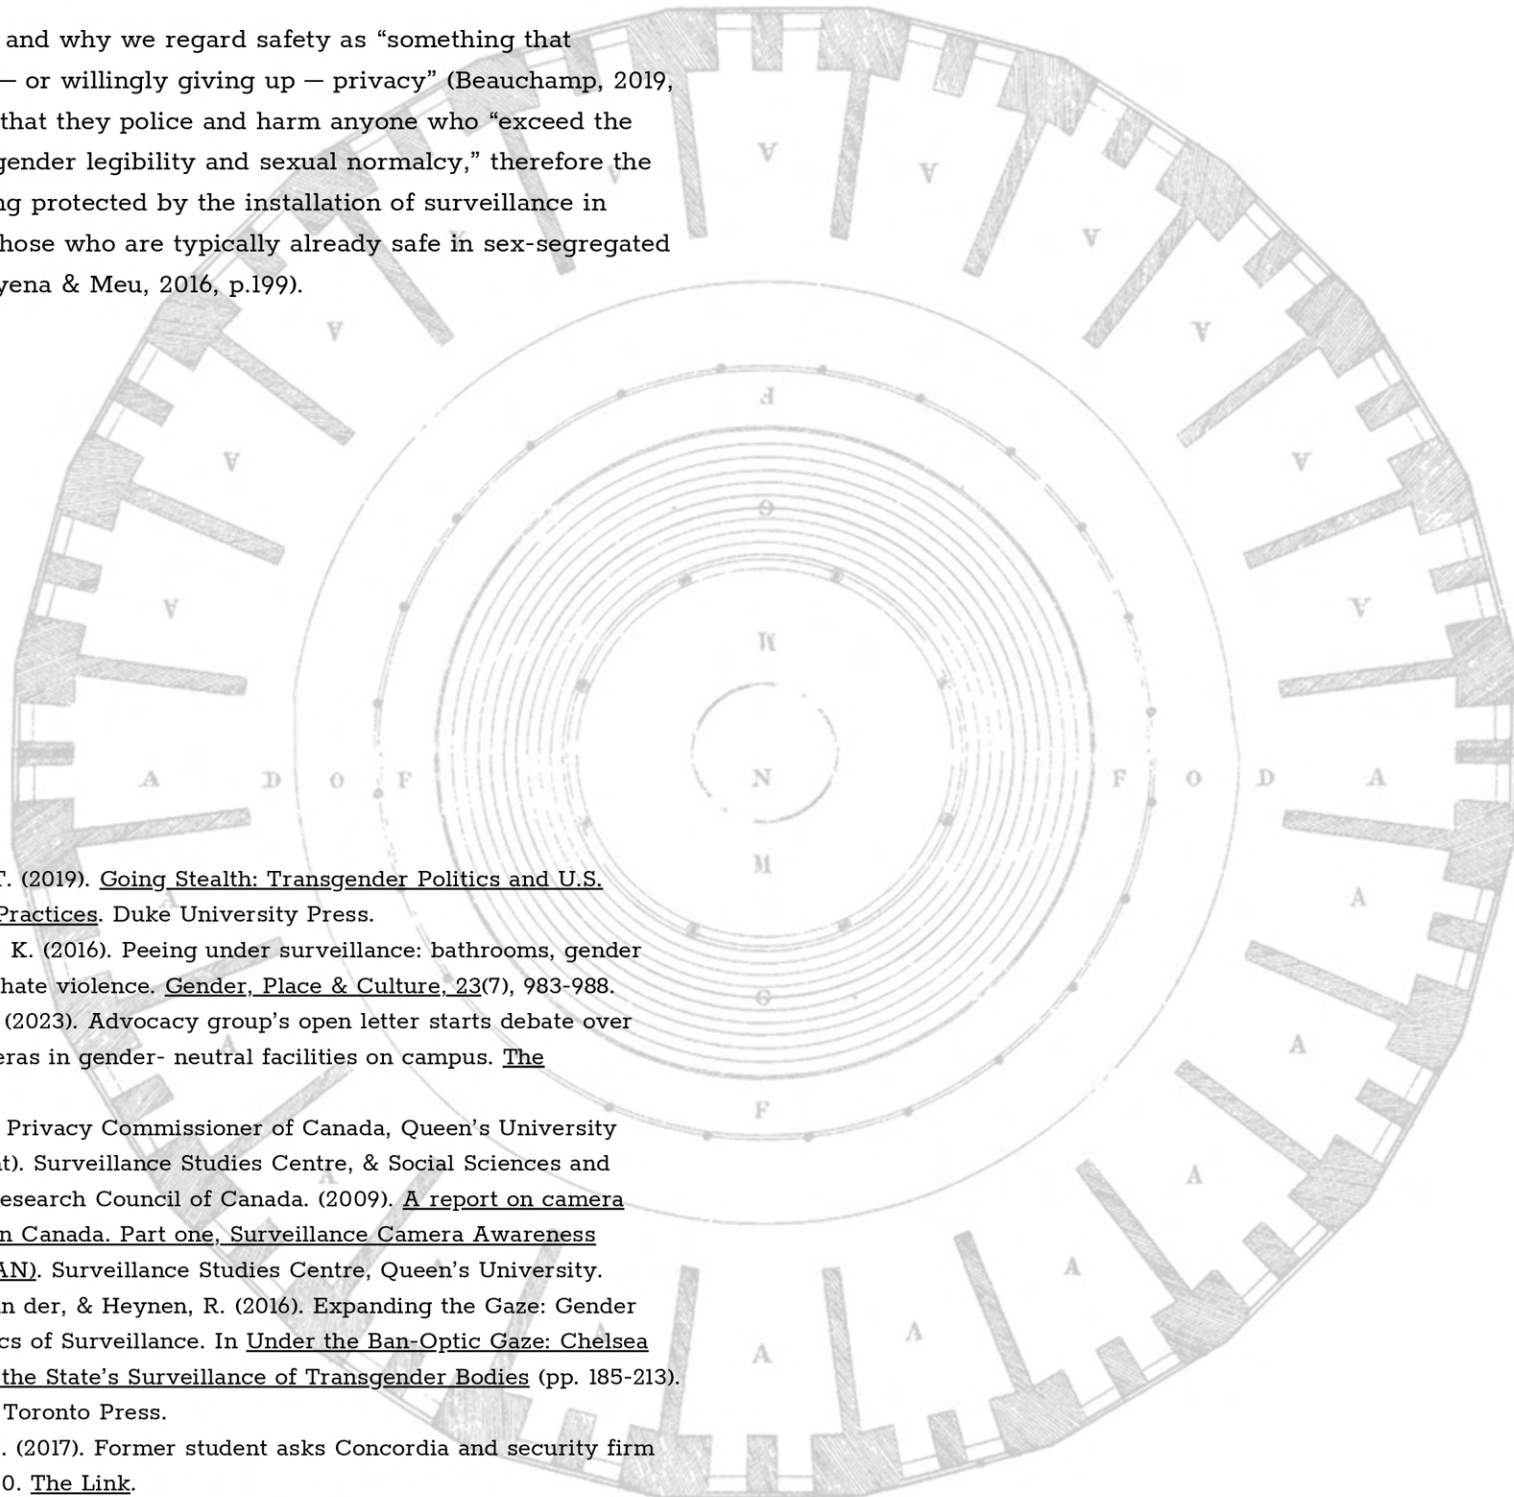 and why we regard safety as “something that
— or willingly giving up — privacy” (Beauchamp, 2019,
that they police and harm anyone who “exceed the
gender legibility and sexual normalcy,” therefore the
ng protected by the installation of surveillance in
hose who are typically already safe in sex-segregated
yena & Meu, 2016, p.199).
A A
A A
A A
A A
F
A A
G
A A
M
A D O F N F O D A
M
T. (2019). Going Stealth: Transgender Politics and U.S.
A A
Practices. Duke University Press.
K. (2016). Peeing under surveillance: bathrooms, gender
hate violence. Gender, Place & Culture, 23(7), 983-988.
G
(2023). Advocacy group’s open letter starts debate over
A A
eras in gender- neutral facilities on campus. The
F
Privacy Commissioner of Canada, Queen’s University
nt). Surveillance Studies Centre, & Social Sciences and
A A
esearch Council of Canada. (2009). A report on camera
n Canada. Part one, Surveillance Camera Awareness
A A
AN). Surveillance Studies Centre, Queen’s University.
n der, & Heynen, R. (2016). Expanding the Gaze: Gender
A A A
cs of Surveillance. In Under the Ban-Optic Gaze: Chelsea
the State’s Surveillance of Transgender Bodies (pp. 185-213).
Toronto Press.
. (2017). Former student asks Concordia and security firm
0. The Link.